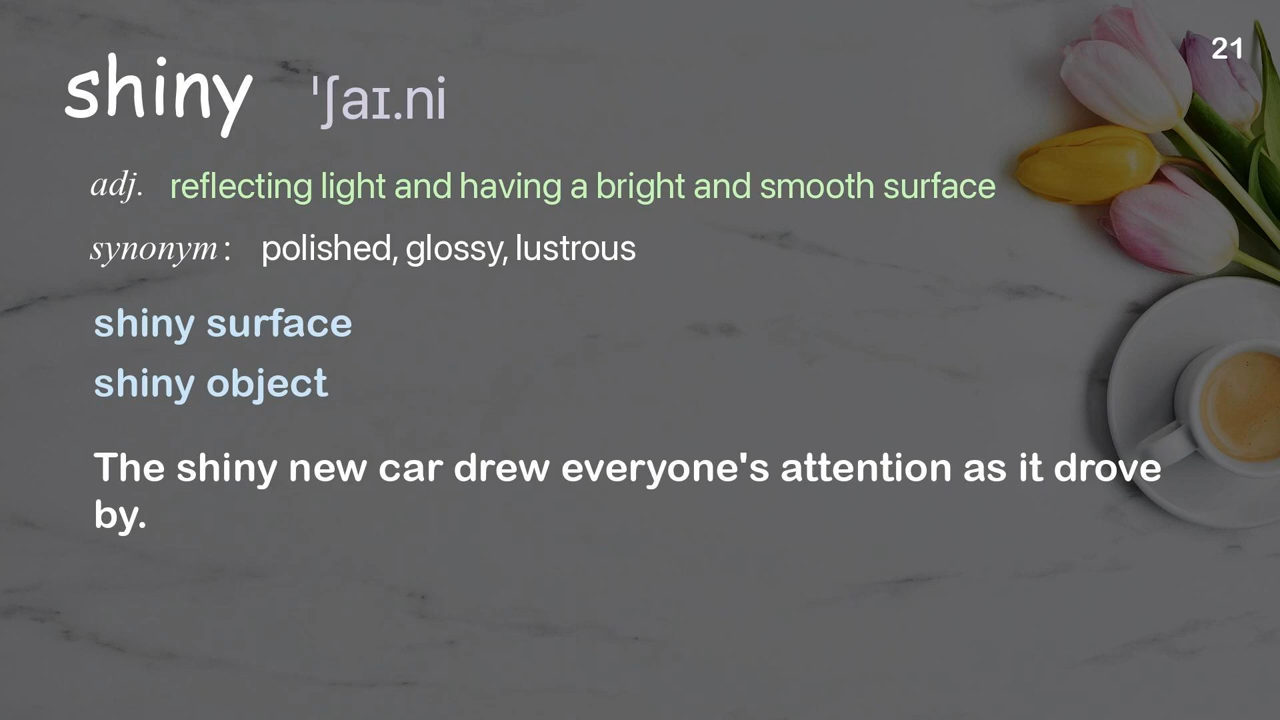 21
shiny ˈʃaɪ.ni
adj. reflecting light and having a bright and smooth surface
synonym: polished, glossy, lustrous
shiny surface
shiny object
The shiny new car drew everyone's attention as it drove
by.